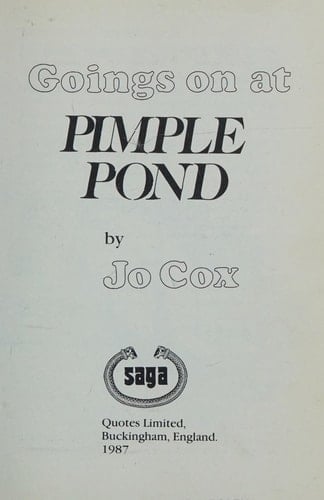 Goings on at
PIMPLE
POND
by
Jo Cox
saga
Quotes Limited,
Buckingham, England.
1987